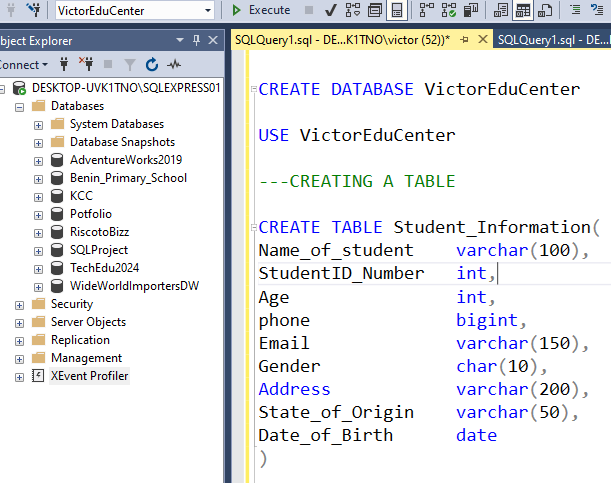 VictorEduCenter
Execute
bject Explorer
SQLQuery1.sql - DE...K1TNO\victor (52))*
SQLQuery1.sql - DE
onnect
DESKTOP-UVK1TNO\SQLEXPRESS01
Databases
System Databases
Database Snapshots
AdventureWorks2019
Benin_Primary_School
KCC
Potfolio
RiscotoBizz
SQLProject
TechEdu2024
WideWorldImportersDW
Security
Server Objects
Replication
Management
XEvent Profiler
CREATE DATABASE VictorEduCenter
USE VictorEduCenter
---CREATING A TABLE
CREATE TABLE Student_Information(
Name_of_student varchar(100),
StudentID_Number int,
Age int,
phone bigint,
Email varchar(150),
Gender char(10),
Address varchar(200),
State_of_Origin varchar(50),
Date_of_Birth date
)